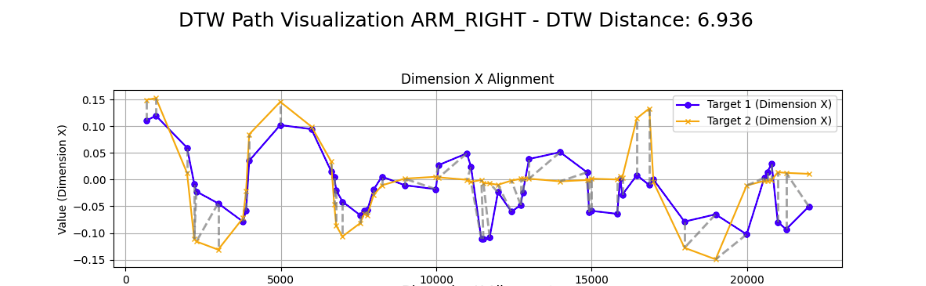 DTW Path Visualization ARM_RIGHT - DTW Distance: 6.936
Dimension X Alignment
Value (Dimension X)
0.15
0.10
0.05
0.00
−0.05
−0.10
−0.15
Target 1 (Dimension X)
Target 2 (Dimension X)
0 5000 10000 15000 20000